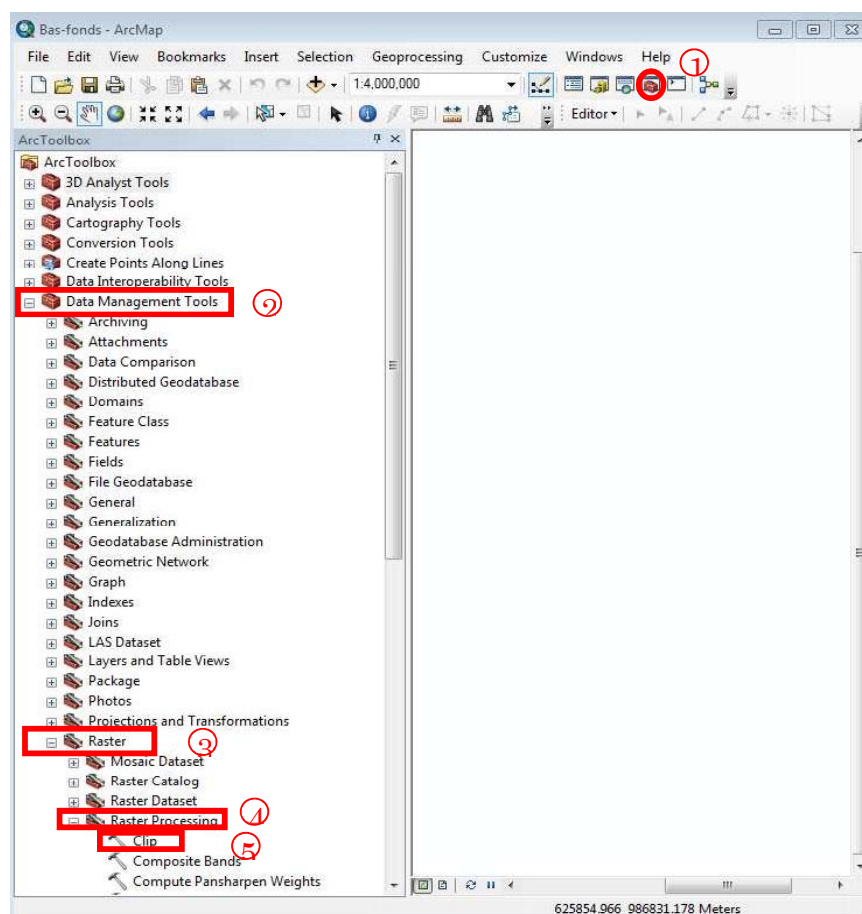 Bas-fonds - ArcMap
File Edit View Bookmarks Insert Selection Geoprocessing Customize Windows Help
1
1:4,000,000
Editor
ArcToolbox
ArcToolbox
3D Analyst Tools
Analysis Tools
Cartography Tools
Conversion Tools
Create Points Along Lines
Data Interoperability Tools
Data Management Tools
2
Archiving
Attachments
Data Comparison
Distributed Geodatabase
Domains
Feature Class
Features
Fields
File Geodatabase
General
Generalization
Geodatabase Administration
Geometric Network
Graph
Indexes
Joins
LAS Dataset
Layers and Table Views
Package
Photos
Projections and Transformations
Raster
3
Mosaic Dataset
Raster Catalog
Raster Dataset
Raster Processing
4
Clip
5
Composite Bands
Compute Pansharpen Weights
625854.966 986831.178 Meters